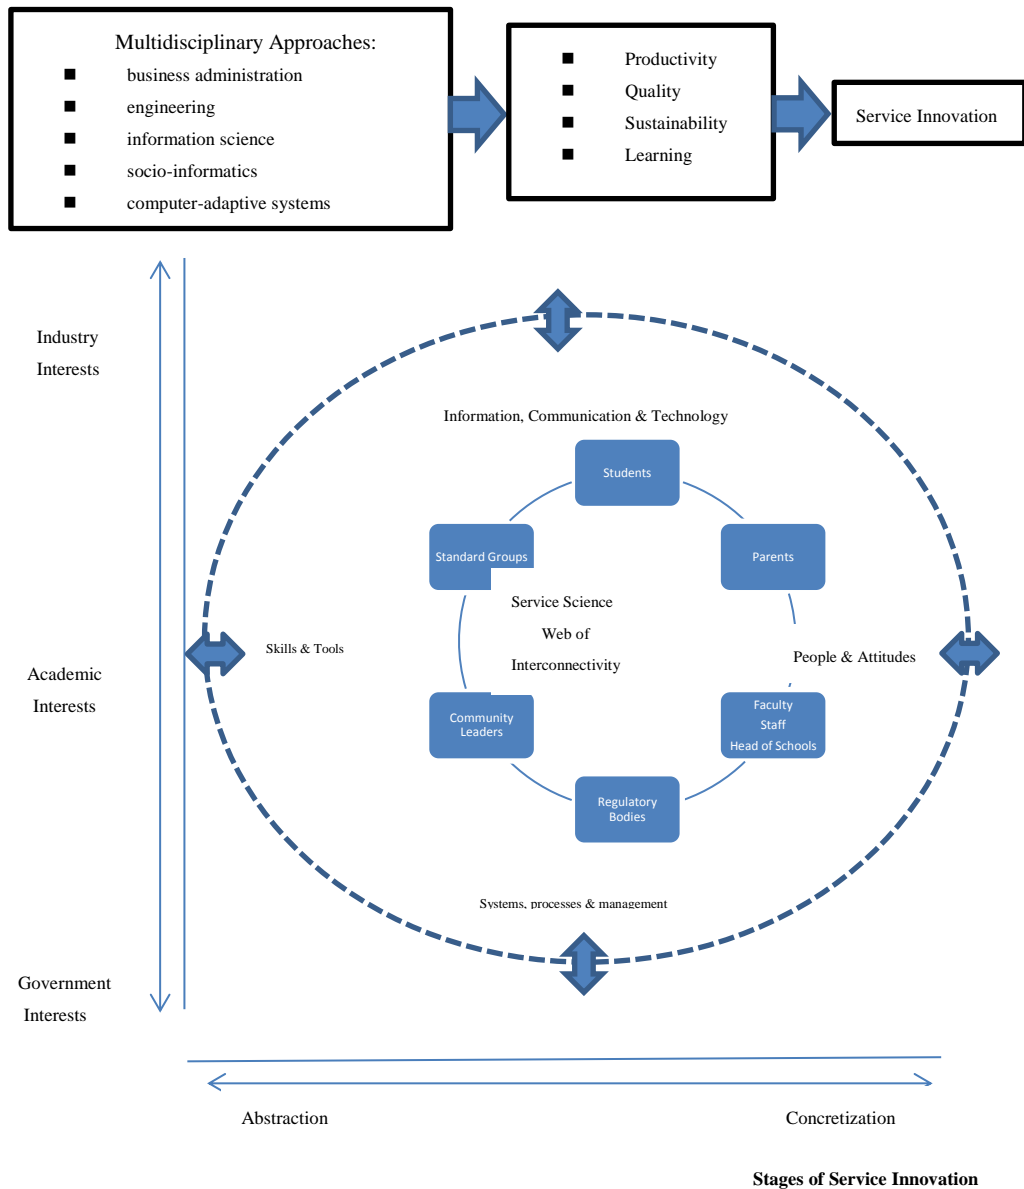 Multidisciplinary Approaches:
■ business administration
■ engineering
■ information science
■ socio-informatics
■ computer-adaptive systems
■ Productivity
■ Quality
■ Sustainability
■ Learning
Service Innovation
Industry
Interests
Academic
Interests
Government
Interests
Information, Communication & Technology
Students
Standard Groups
Parents
Service Science
Web of
Interconnectivity
Skills & Tools
People & Attitudes
Community
Leaders
Faculty
Staff
Head of Schools
Regulatory
Bodies
Systems, processes & management
Abstraction
Concretization
Stages of Service Innovation